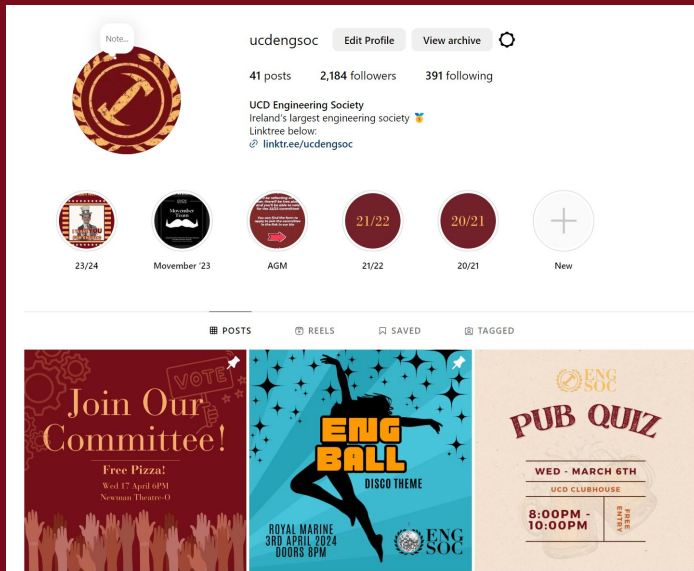 Note...
ucdengsoc Edit Profile View archive
41 posts 2,184 followers 391 following
UCD Engineering Society
Ireland's largest engineering society
Linktree below:
linktr.ee/ucdengsoc
Movember
Team
21/22
20/21
23/24 Movember '23 AGM 21/22 20/21 New
POSTS REELS SAVED TAGGED
VOTE
Join Our
Committee!
Free Pizza!
Wed 17 April 6PM
Newman Theatre-O
ENG
BALL
DISCO THEME
ROYAL MARINE
3RD APRIL 2024
DOORS 8PM
ENG
SOC
ENG
SOC
PUB QUIZ
WED - MARCH 6TH
UCD CLUBHOUSE
8:00PM -
10:00PM
FREE
ENTRY